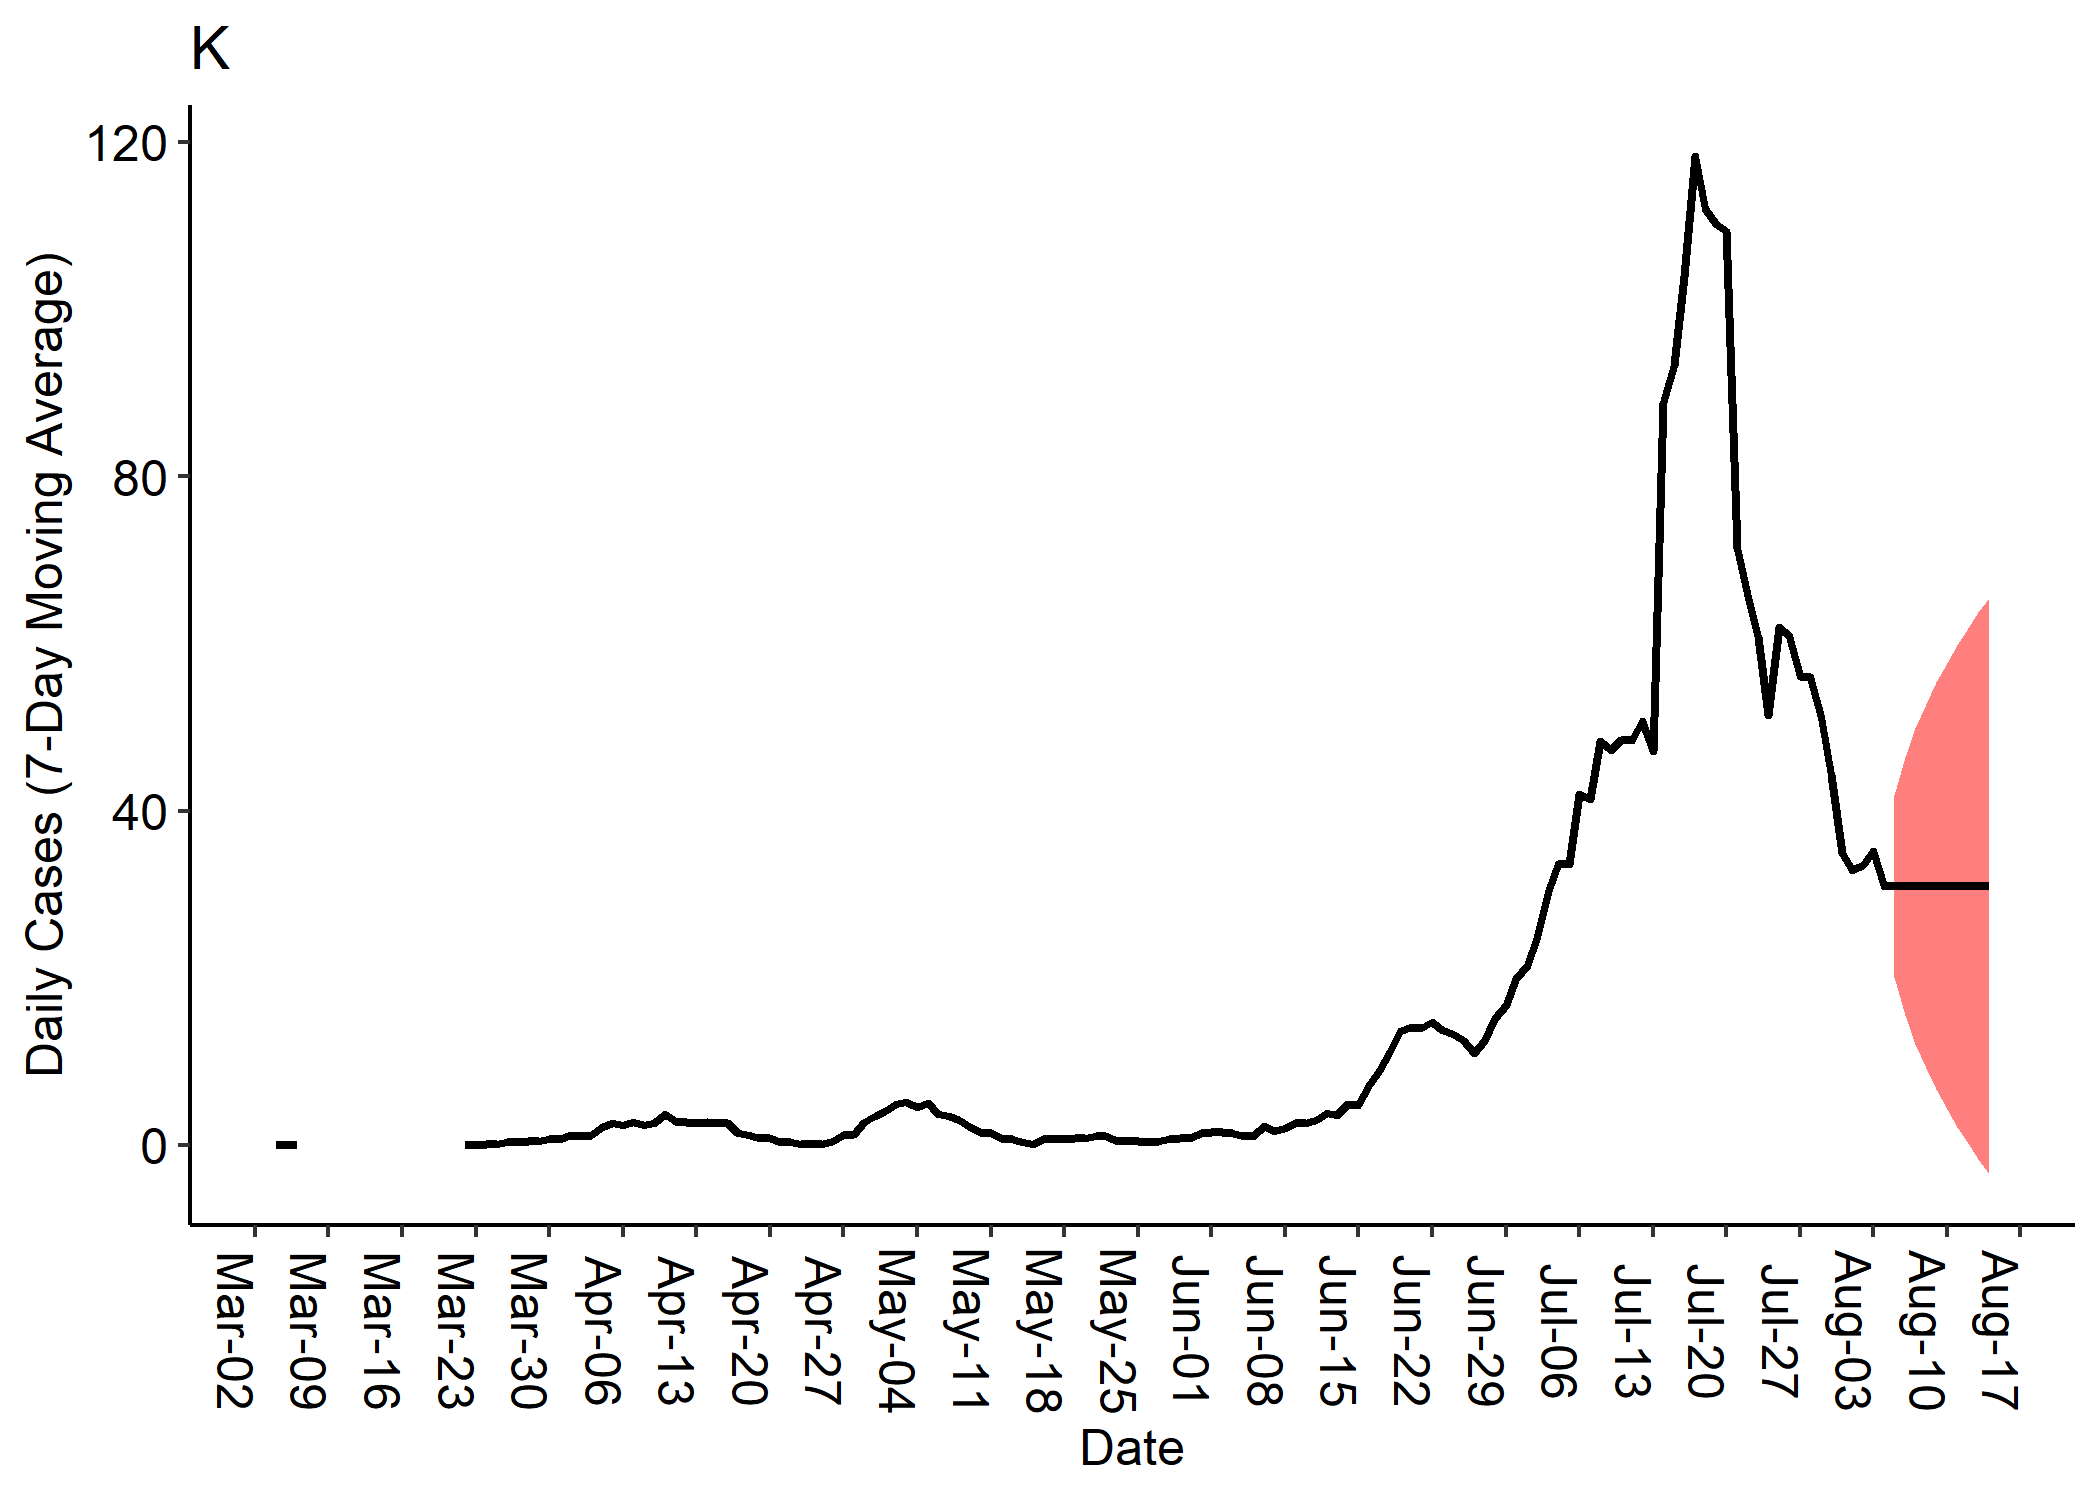 K
Daily Cases (7-Day Moving Average)
120
80
40
0
Mar-02
Mar-09
Mar-16
Mar-23
Mar-30
Apr-06
Apr-13
Apr-20
Apr-27
May-04
May-11
May-18
May-25
Jun-01
Jun-08
Jun-15
Jun-22
Jun-29
Jul-06
Jul-13
Jul-20
Jul-27
Aug-03
Aug-10
Aug-17
Date